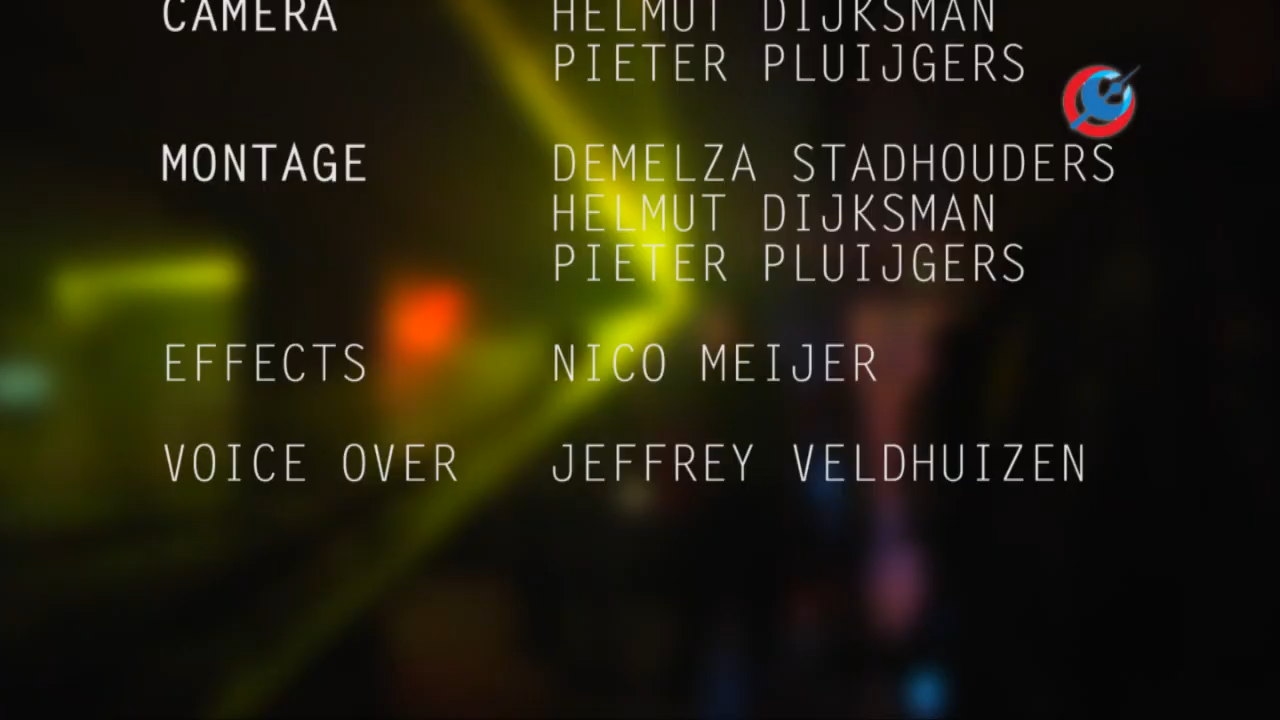 CAMERA HELMUT DIJKSMAN
PIETER PLUIJGERS
MONTAGE DEMELZA STADHOUDERS
HELMUT DIJKSMAN
PIETER PLUIJGERS
EFFECTS NICO MEIJER
VOICE OVER JEFFREY VELDHUIZEN